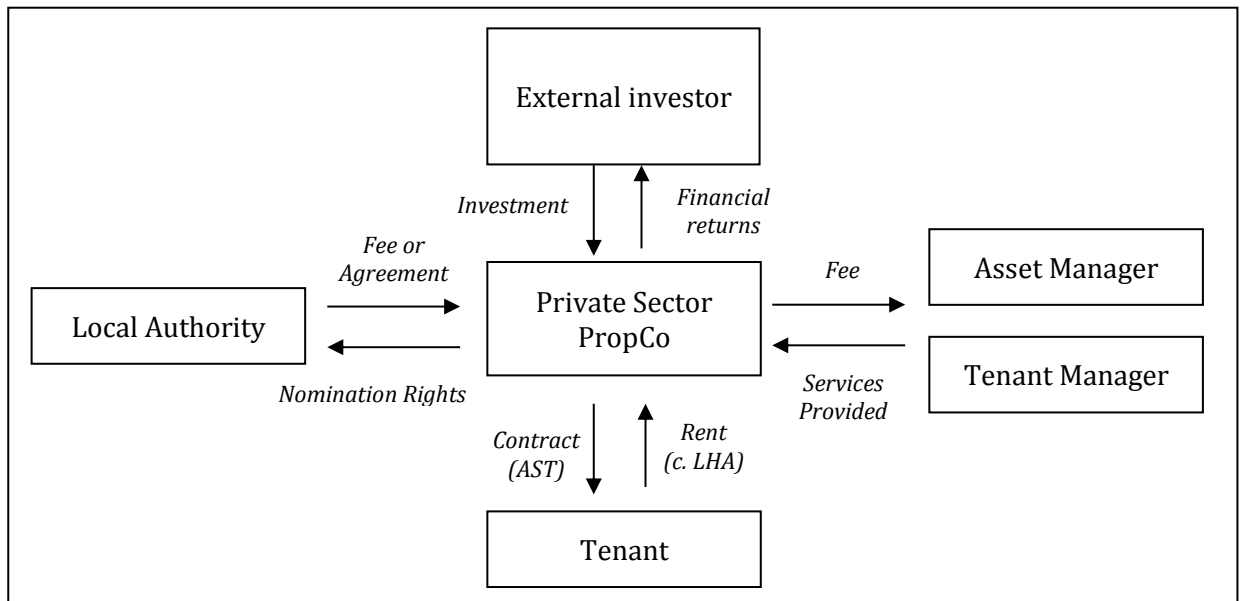 External investor
Investment
Financial
returns
Fee or
Agreement
Fee
Asset Manager
Local Authority
Private Sector
PropCo
Nomination Rights
Services
Provided
Tenant Manager
Contract
(AST)
Rent
(c. LHA)
Tenant